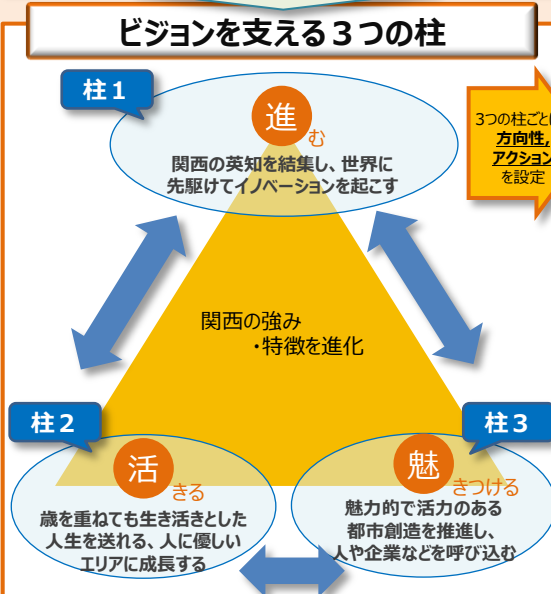 ビジョンを支える３つの柱
柱１
進む
関西の英知を結集し、世界に
先駆けてイノベーションを起こす
3つの柱ごとに
方向性,
アクション
を設定
関西の強み
・特徴を進化
柱２
活きる
歳を重ねても生き活きとした
人生を送れる、人に優しい
エリアに成長する
柱３
魅きつける
魅力的で活力のある
都市創造を推進し、
人や企業などを呼び込む